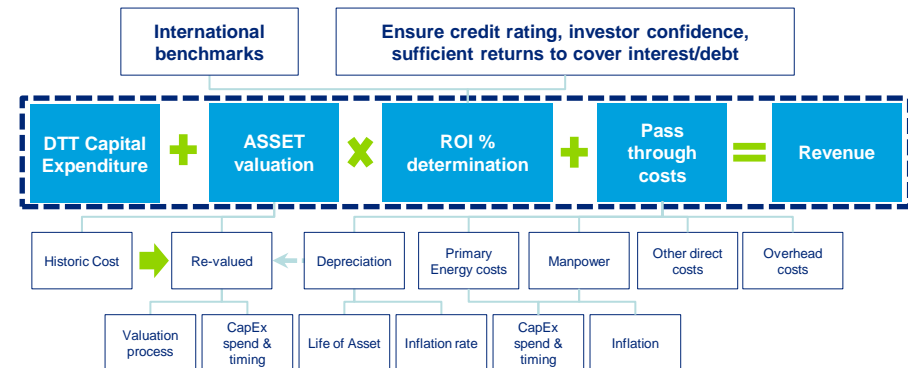 International
benchmarks
Ensure credit rating, investor confidence,
sufficient returns to cover interest/debt
DTT Capital
Expenditure
+
ASSET
valuation
×
ROI %
determination
+
Pass
through
costs
=
Revenue
Historic Cost
Re-valued
Depreciation
Primary
Energy costs
Manpower
Other direct
costs
Overhead
costs
Valuation
process
CapEx
spend &
timing
Life of Asset
Inflation rate
CapEx
spend &
timing
Inflation